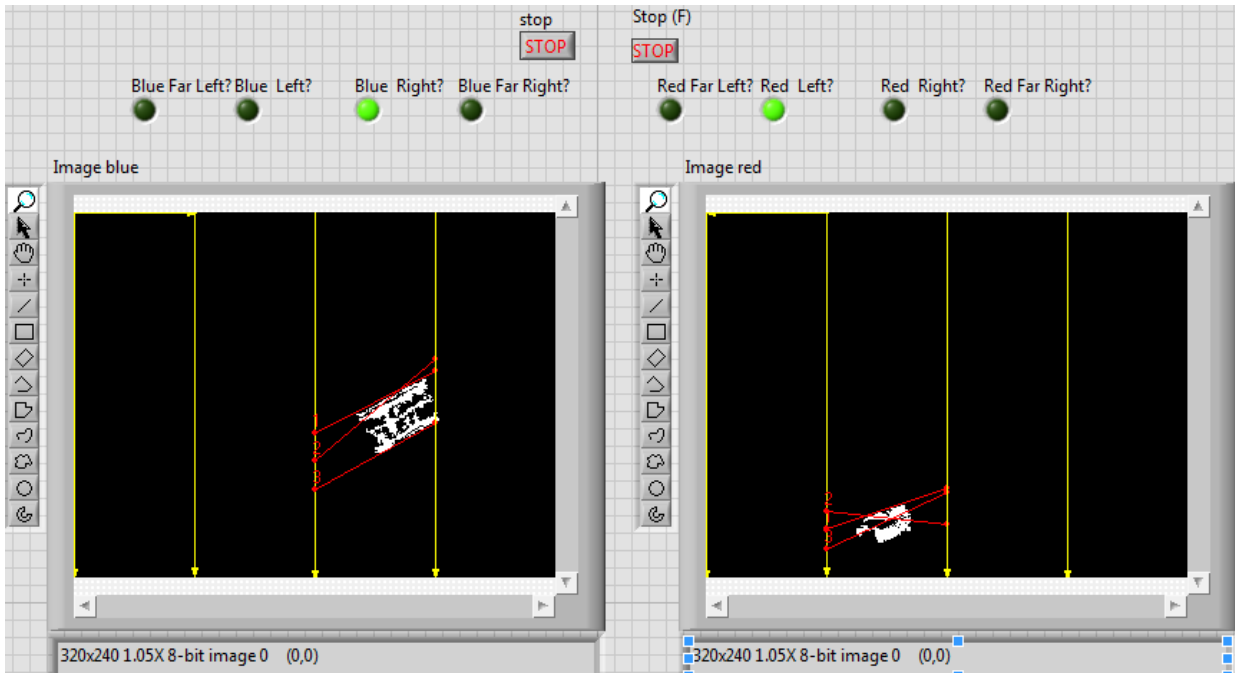 stop
Stop (F)
STOP
STOP
Blue Far Left? Blue Left? Blue Right? Blue Far Right?
Red Far Left? Red Left? Red Right? Red Far Right?
Image blue
Image red
320x240 1.05X 8-bit image 0 (0,0)
320x240 1.05X 8-bit image 0 (0,0)